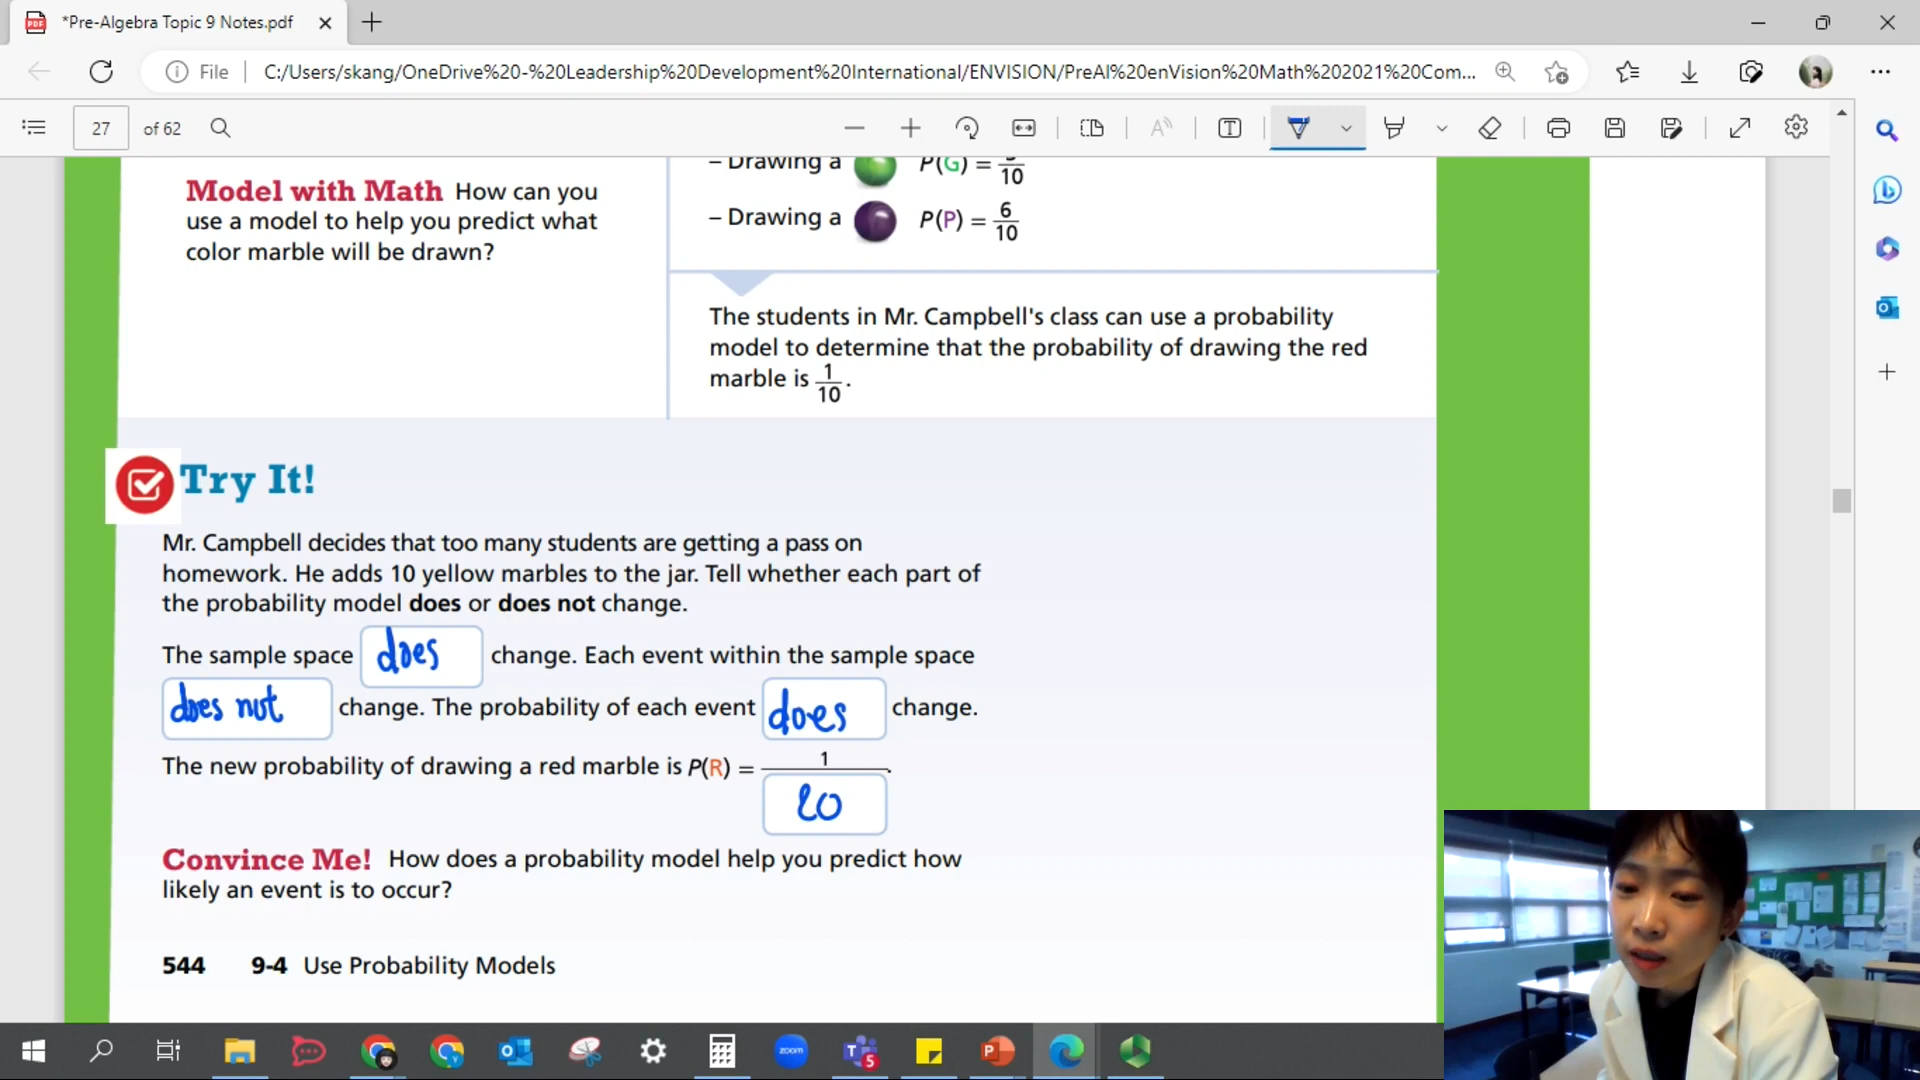 *Pre-Algebra Topic 9 Notes.pdf
File
C:/Users/skang/OneDrive%20-%20Leadership%20Development%20International/ENVISION/PreAl%20enVision%20Math%202021%20Com...
27 of 62
– Drawing a P(G) = 3/10
Model with Math How can you
use a model to help you predict what
color marble will be drawn?
– Drawing a P(P) = 6/10
The students in Mr. Campbell's class can use a probability
model to determine that the probability of drawing the red
marble is 1/10.
Try It!
Mr. Campbell decides that too many students are getting a pass on
homework. He adds 10 yellow marbles to the jar. Tell whether each part of
the probability model does or does not change.
The sample space does change. Each event within the sample space
does not change. The probability of each event does change.
The new probability of drawing a red marble is P(R) = 1/20.
Convince Me! How does a probability model help you predict how
likely an event is to occur?
544 9-4 Use Probability Models
zoom